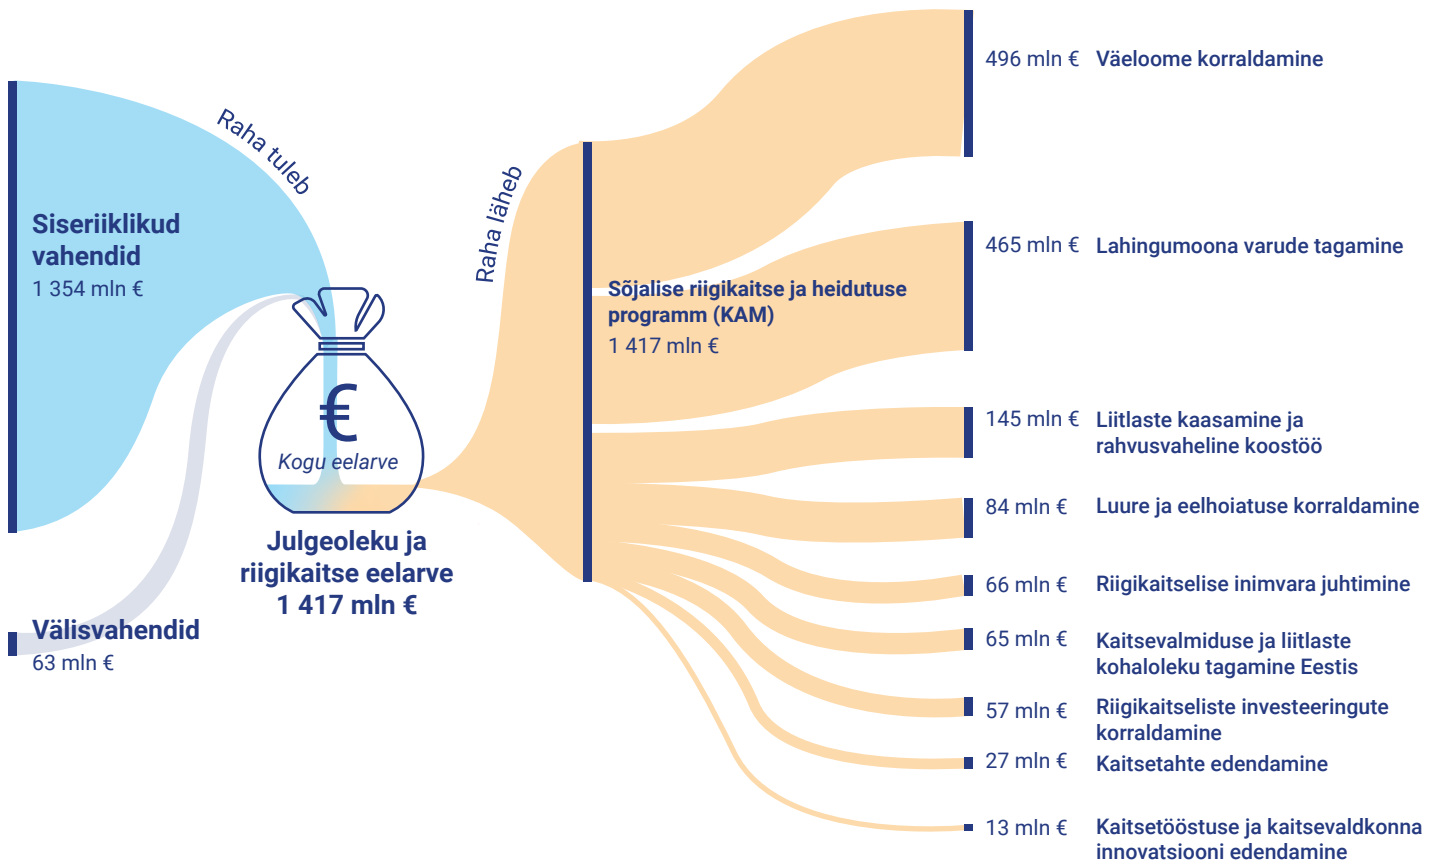 Raha tuleb
Siseriiklikud
vahendid
1 354 mln €
Välisvahendid
63 mln €
€
Kogu eelarve
Julgeoleku ja
riigikaitse eelarve
1 417 mln €
Raha läheb
Sõjalise riigikaitse ja heidutuse
programm (KAM)
1 417 mln €
496 mln € Väeloome korraldamine
465 mln € Lahingumoona varude tagamine
145 mln € Liitlaste kaasamine ja
rahvusvaheline koostöö
84 mln € Luure ja eelhoiatuse korraldamine
66 mln € Riigikaitselise inimvara juhtimine
65 mln € Kaitsevalmiduse ja liitlaste
kohaloleku tagamine Eestis
57 mln € Riigikaitseliste investeeringute
korraldamine
27 mln € Kaitsetahte edendamine
13 mln € Kaitsetööstuse ja kaitsevaldkonna
innovatsiooni edendamine